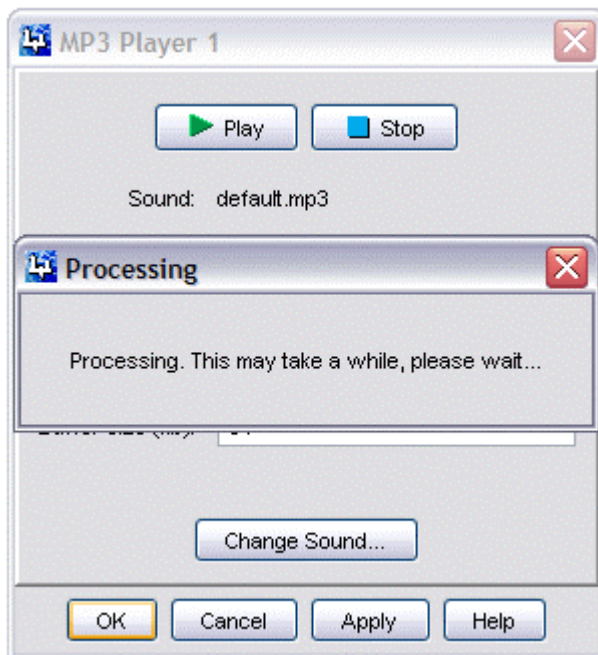 MP3 Player 1
Play Stop
Sound: default.mp3
Processing
Processing. This may take a while, please wait...
Change Sound...
OK Cancel Apply Help